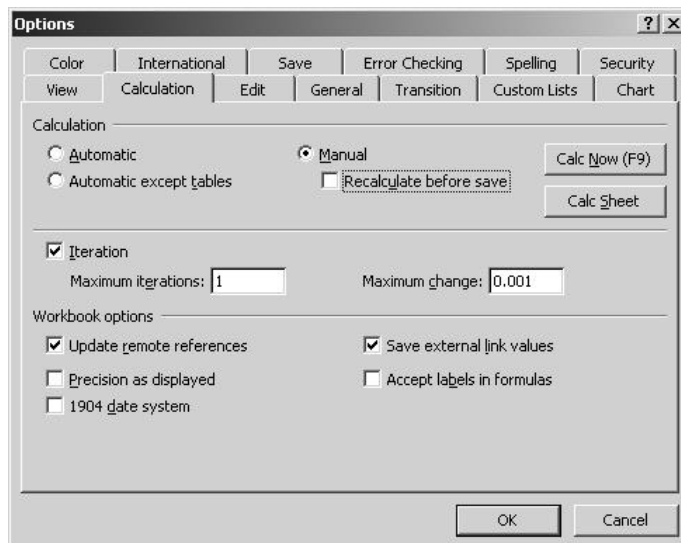 Options
Color International Save Error Checking Spelling Security
View Calculation Edit General Transition Custom Lists Chart
Calculation
Automatic Manual Calc Now (F9)
Automatic except tables Recalculate before save
Calc Sheet
Iteration
Maximum iterations: 1 Maximum change: 0.001
Workbook options
Update remote references Save external link values
Precision as displayed Accept labels in formulas
1904 date system
OK Cancel